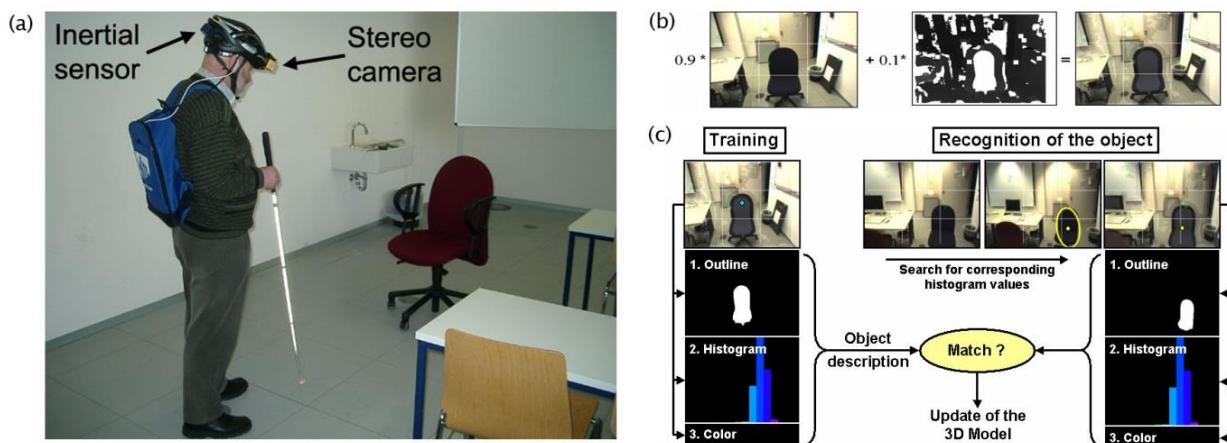 (a)
Inertial
sensor
Stereo
camera
(b)
0.9 *
+ 0.1*
=
(c)
Training
Recognition of the object
1. Outline
2. Histogram
3. Color
Search for corresponding
histogram values
Object
description
Match ?
Update of the
3D Model
1. Outline
2. Histogram
3. Color